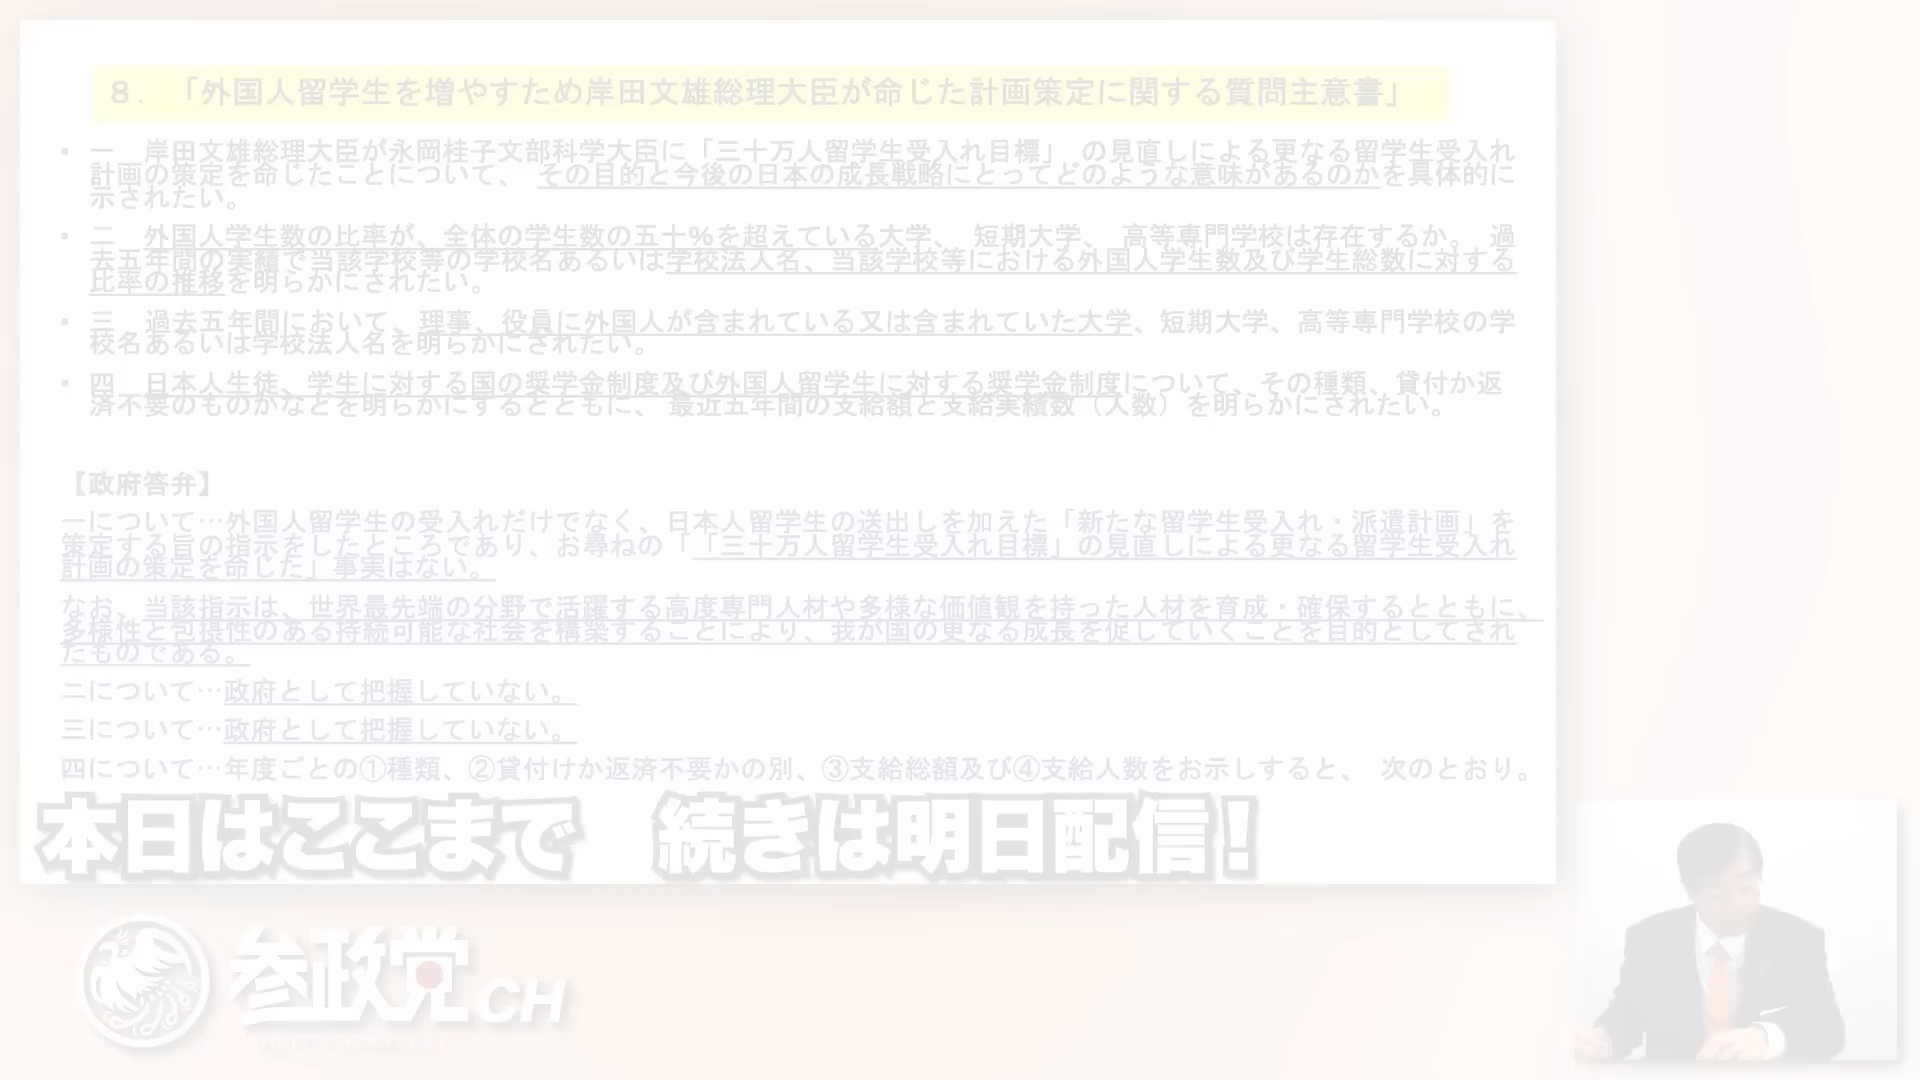 ８．「外国人留学生を増やすため岸田文雄総理大臣が命じた計画策定に関する質問主意書」
• 一　岸田文雄総理大臣が永岡桂子文部科学大臣に「三十万人留学生受入れ目標」 の見直しによる更なる留学生受入れ
計画の策定を命じたことについて、 その目的と今後の日本の成長戦略にとってどのような意味があるのかを具体的に
示されたい。
• 二　外国人学生数の比率が、全体の学生数の五十%を超えている大学、 短期大学、 高等専門学校は存在するか。 過
去五年間の実績で当該学校等の学校名あるいは学校法人名、当該学校等における外国人学生数及び学生総数に対する
比率の推移を明らかにされたい。
• 三　過去五年間において、理事、役員に外国人が含まれている又は含まれていた大学、短期大学、高等専門学校の学
校名あるいは学校法人名を明らかにされたい。
• 四　日本人生徒、学生に対する国の奨学金制度及び外国人留学生に対する奨学金制度について、その種類、貸付か返
済不要のものかなどを明らかにするとともに、 最近五年間の支給額と支給実績数（人数）を明らかにされたい。
【政府答弁】
一について…外国人留学生の受入れだけでなく、日本人留学生の送出しを加えた「新たな留学生受入れ・派遣計画」を
策定する旨の指示をしたところであり、お尋ねの「「三十万人留学生受入れ目標」の見直しによる更なる留学生受入れ
計画の策定を命じた」事実はない。
なお、当該指示は、世界最先端の分野で活躍する高度専門人材や多様な価値観を持った人材を育成・確保するとともに、
多様性と包摂性のある持続可能な社会を構築することにより、我が国の更なる成長を促していくことを目的としてされ
たものである。
二について…政府として把握していない。
三について…政府として把握していない。
四について…年度ごとの①種類、②貸付けか返済不要かの別、③支給総額及び④支給人数をお示しすると、 次のとおり。
本日はここまで　続きは明日配信！
参政党CH